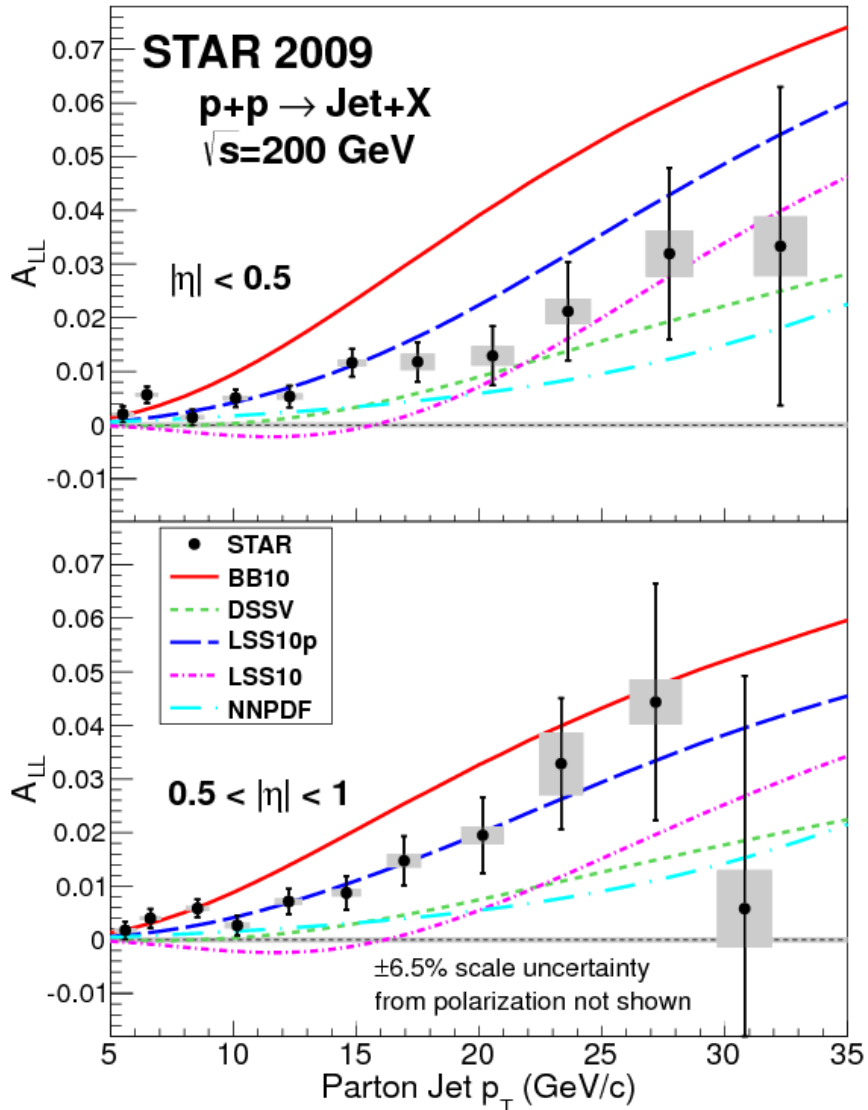 STAR 2009
p+p → Jet+X
√s=200 GeV
|η| < 0.5
A_LL
0.07
0.06
0.05
0.04
0.03
0.02
0.01
0
-0.01
STAR
BB10
DSSV
LSS10p
LSS10
NNPDF
0.5 < |η| < 1
A_LL
0.07
0.06
0.05
0.04
0.03
0.02
0.01
0
-0.01
±6.5% scale uncertainty
from polarization not shown
5 10 15 20 25 30 35
Parton Jet p_T (GeV/c)